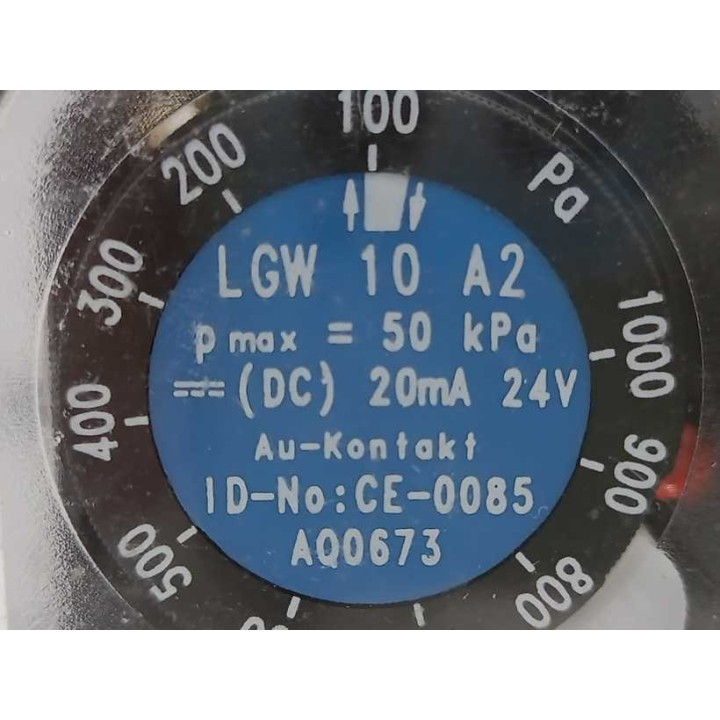 100
200
300
400
500
800
900
1000
Pa
LGW 10 A2
p max = 50 kPa
(DC) 20mA 24V
Au-Kontakt
ID-No:CE-0085
AQ0673